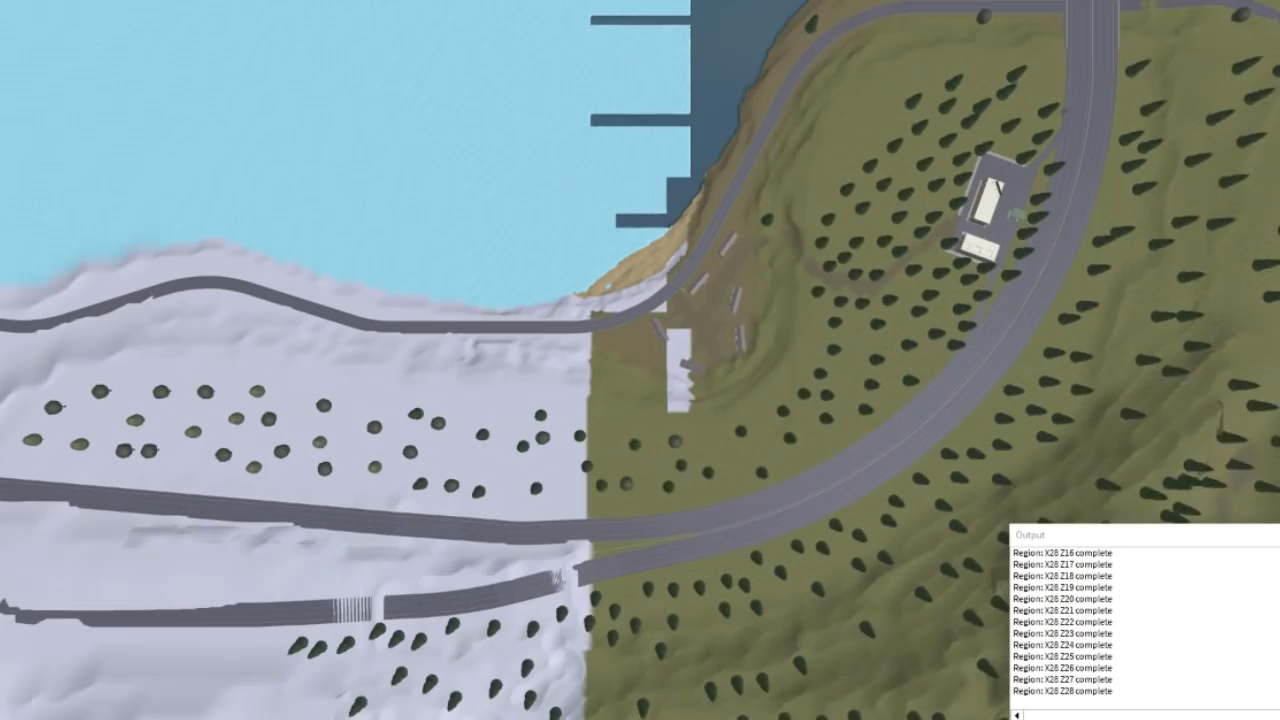 Output
Region: X28 Z16 complete
Region: X28 Z17 complete
Region: X28 Z18 complete
Region: X28 Z19 complete
Region: X28 Z20 complete
Region: X28 Z21 complete
Region: X28 Z22 complete
Region: X28 Z23 complete
Region: X28 Z24 complete
Region: X28 Z25 complete
Region: X28 Z26 complete
Region: X28 Z27 complete
Region: X28 Z28 complete